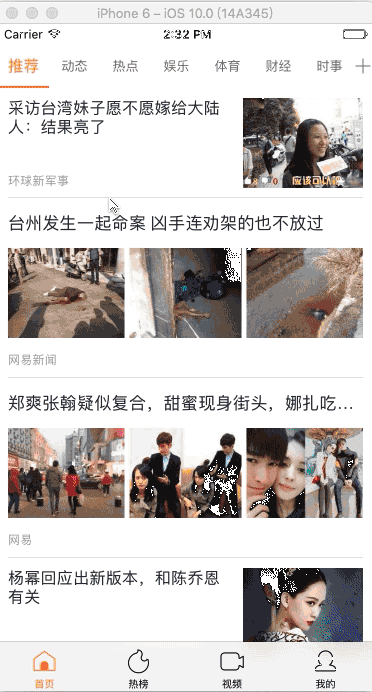 iPhone 6 – iOS 10.0 (14A345)
Carrier 2:32 PM
推荐 动态 热点 娱乐 体育 财经 时事
采访台湾妹子愿不愿嫁给大陆
人：结果亮了
应该可以吧
环球新军事
台州发生一起命案 凶手连劝架的也不放过
网易新闻
郑爽张翰疑似复合，甜蜜现身街头，娜扎吃…
网易
杨幂回应出新版本，和陈乔恩
有关
首页 热榜 视频 我的